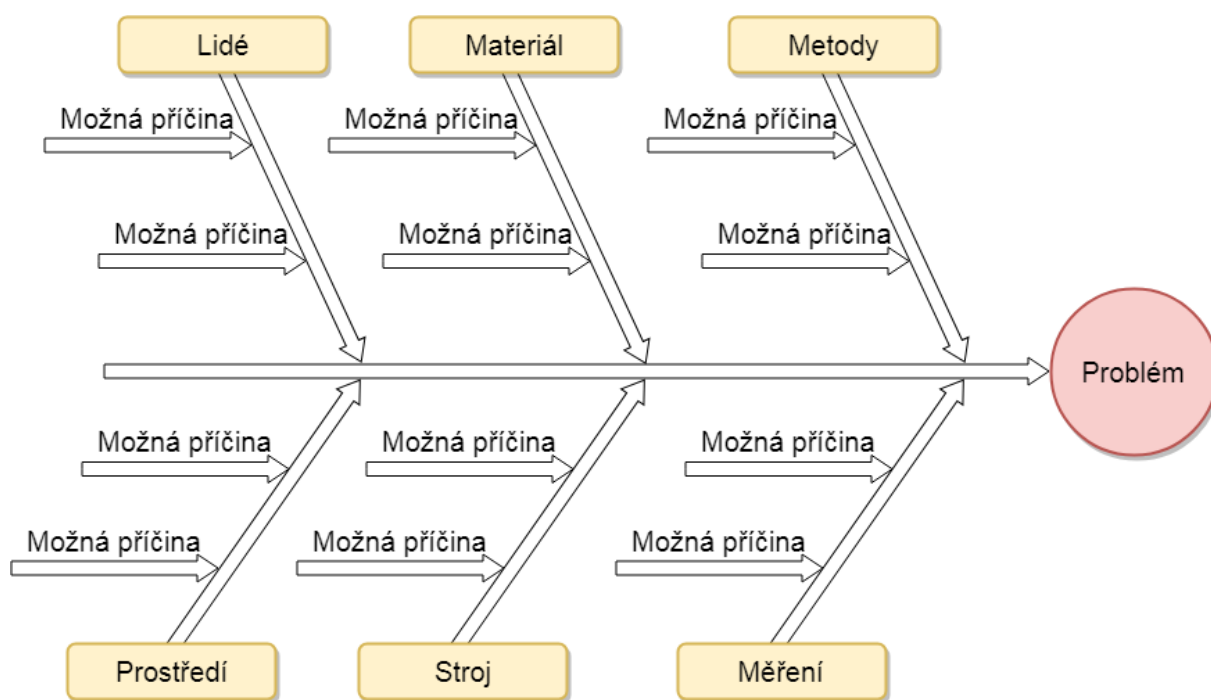 Lidé
Materiál
Metody
Možná příčina
Možná příčina
Možná příčina
Možná příčina
Možná příčina
Možná příčina
Problém
Možná příčina
Možná příčina
Možná příčina
Možná příčina
Možná příčina
Možná příčina
Prostředí
Stroj
Měření